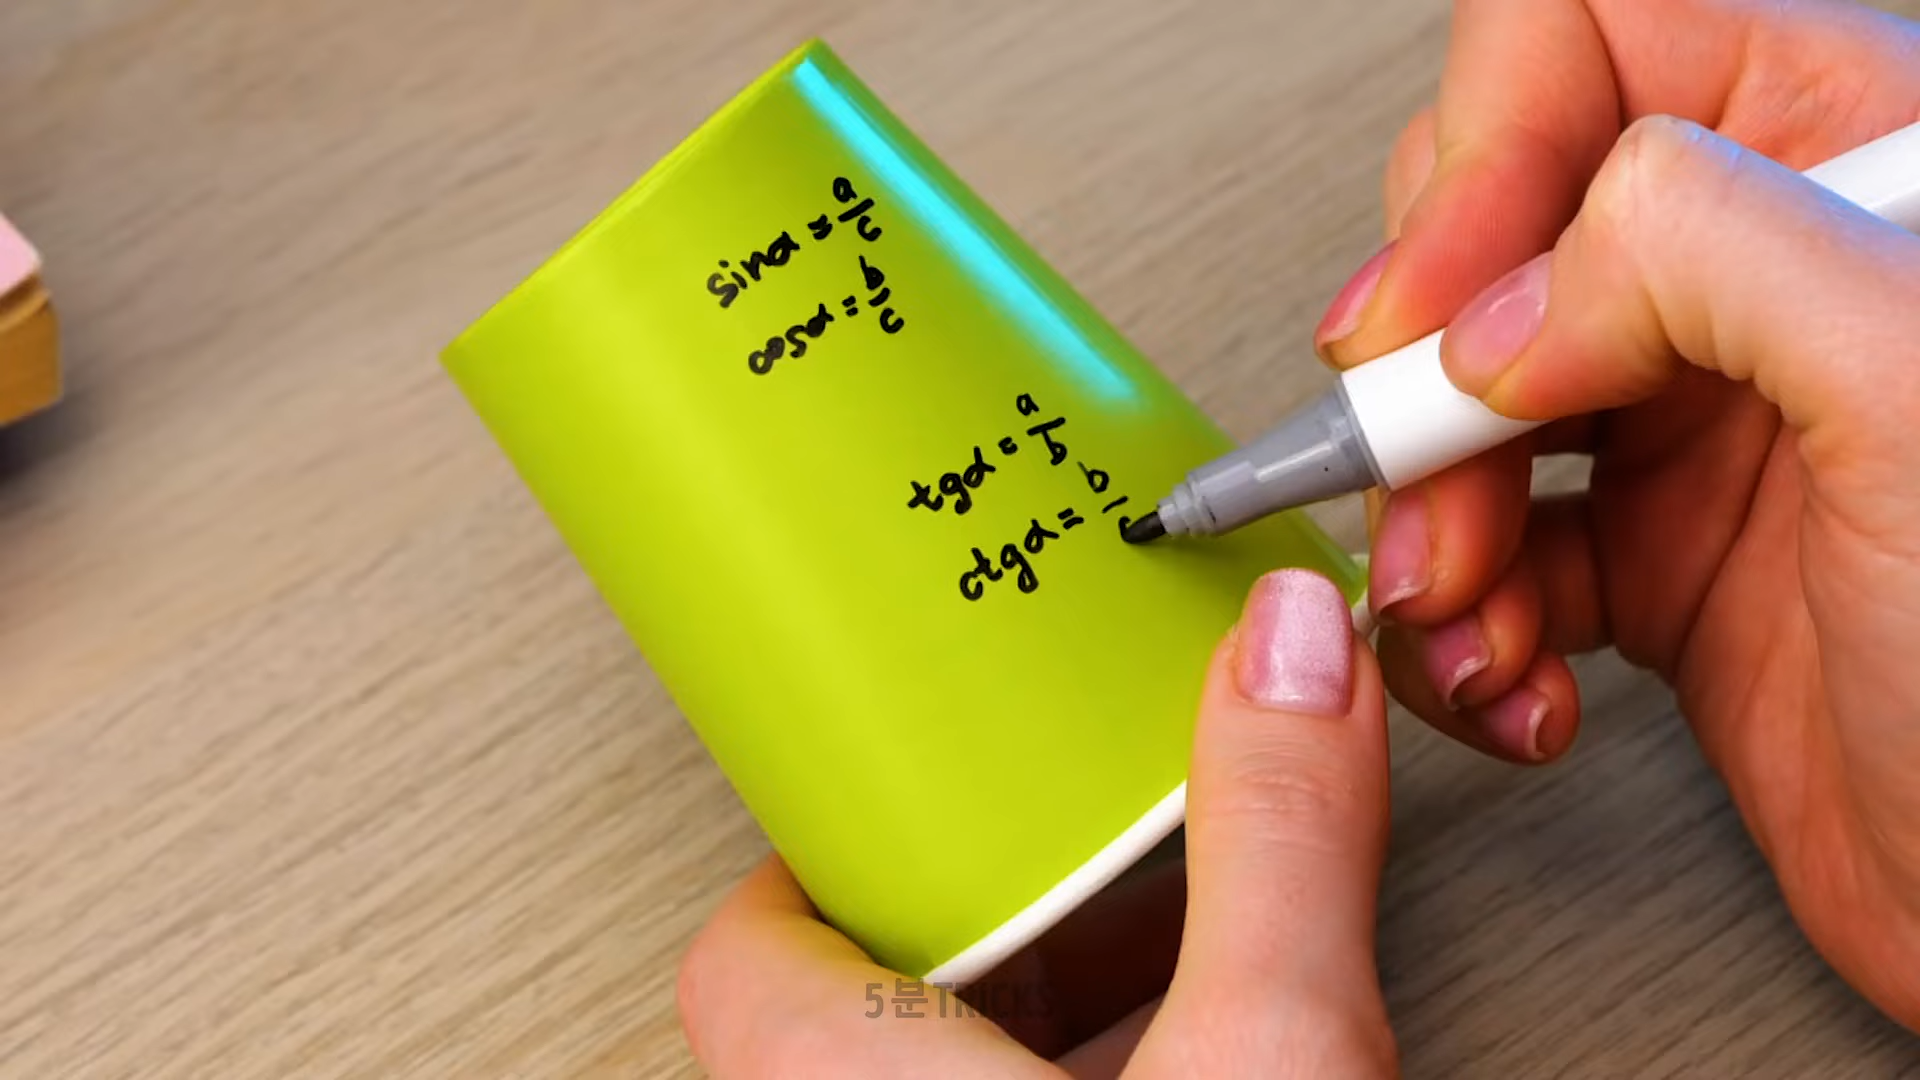 sinα = a/c
cosα = b/c
tgα = a/b
ctgα = b/
5분TRICKS